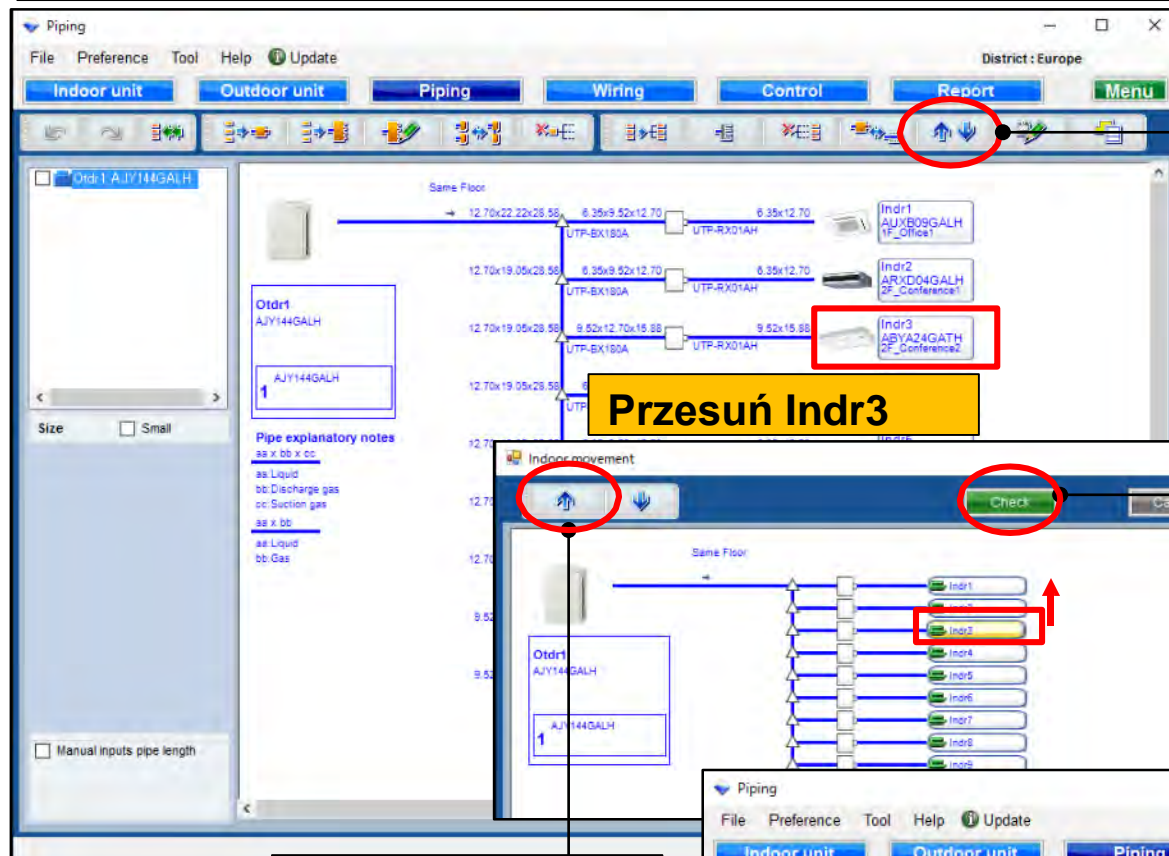 Piping
File Preference Tool Help Update
District : Europe
Indoor unit Outdoor unit Piping Wiring Control Report Menu
Otdr1 AJY144GALH
Size Small
Manual inputs pipe length
Same Floor
Otdr1
AJY144GALH
1 AJY144GALH
Pipe explanatory notes
aa x bb x cc
aa:Liquid
bb:Discharge gas
cc:Suction gas
aa x bb
aa:Liquid
bb:Gas
12.70x22.22x28.58 6.35x9.52x12.70 6.35x12.70
UTP-BX180A UTP-RX01AH
Indr1
AUXB09GALH
1F_Office1
12.70x19.05x28.58 6.35x9.52x12.70 6.35x12.70
UTP-BX180A UTP-RX01AH
Indr2
ARXD04GALH
2F_Conference1
12.70x19.05x28.58 9.52x12.70x15.88 9.52x15.88
UTP-BX180A UTP-RX01AH
Indr3
ABYA24GATH
2F_Conference2
12.70x19.05x28.58
Przesuń Indr3
Indoor movement
Check
Same Floor
Otdr1
AJY144GALH
1 AJY144GALH
Indr1
Indr3
Indr4
Indr5
Indr6
Indr7
Indr8
Indr9
Piping
File Preference Tool Help Update
Indoor unit Outdoor unit Piping